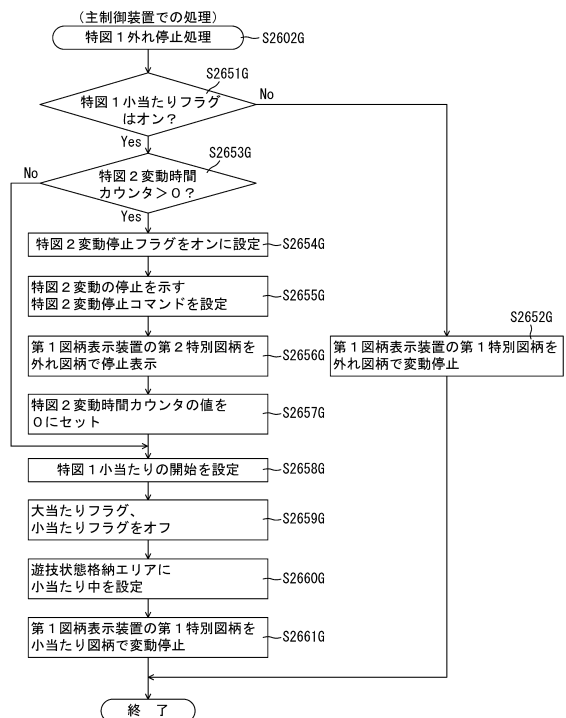 （主制御装置での処理）
特図１外れ停止処理
S2602G
S2651G
特図１小当たりフラグ
はオン？
No
Yes
S2653G
No
特図２変動時間
カウンタ＞０？
Yes
特図２変動停止フラグをオンに設定
S2654G
特図２変動の停止を示す
特図２変動停止コマンドを設定
S2655G
S2652G
第１図柄表示装置の第２特別図柄を
外れ図柄で停止表示
S2656G
第１図柄表示装置の第１特別図柄を
外れ図柄で変動停止
特図２変動時間カウンタの値を
０にセット
S2657G
特図１小当たりの開始を設定
S2658G
大当たりフラグ、
小当たりフラグをオフ
S2659G
遊技状態格納エリアに
小当たり中を設定
S2660G
第１図柄表示装置の第１特別図柄を
小当たり図柄で変動停止
S2661G
終　了